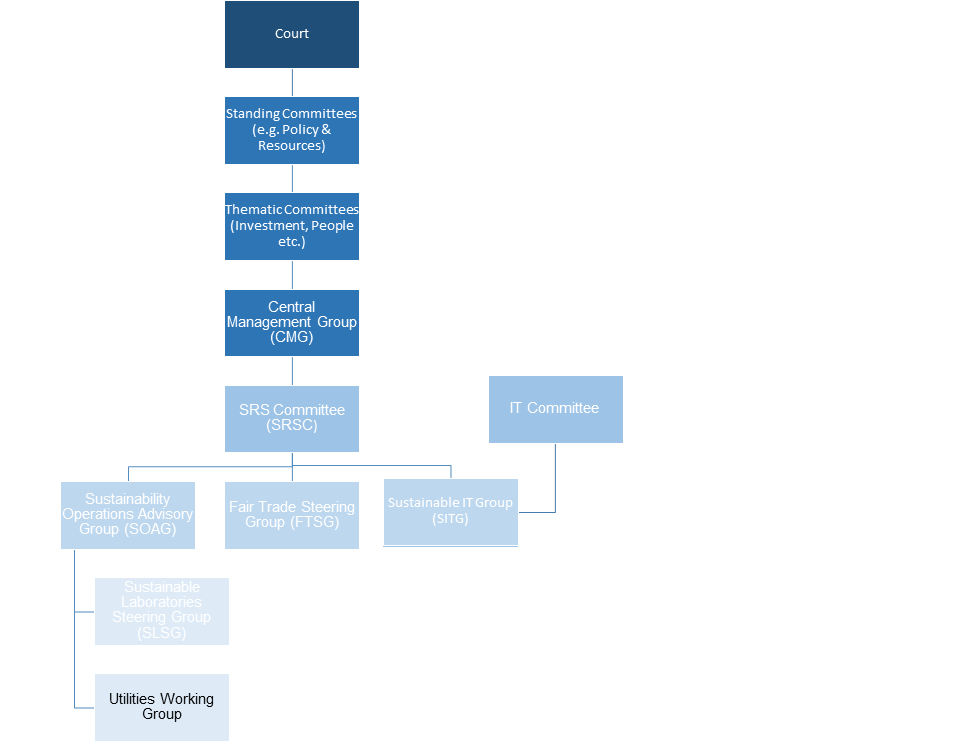 Court
Standing Committees
(e.g. Policy &
Resources)
Thematic Committees
(Investment, People
etc.)
Central
Management Group
(CMG)
SRS Committee
(SRSC)
IT Committee
Sustainability
Operations Advisory
Group (SOAG)
Fair Trade Steering
Group (FTSG)
Sustainable IT Group
(SITG)
Sustainable
Laboratories
Steering Group
(SLSG)
Utilities Working
Group